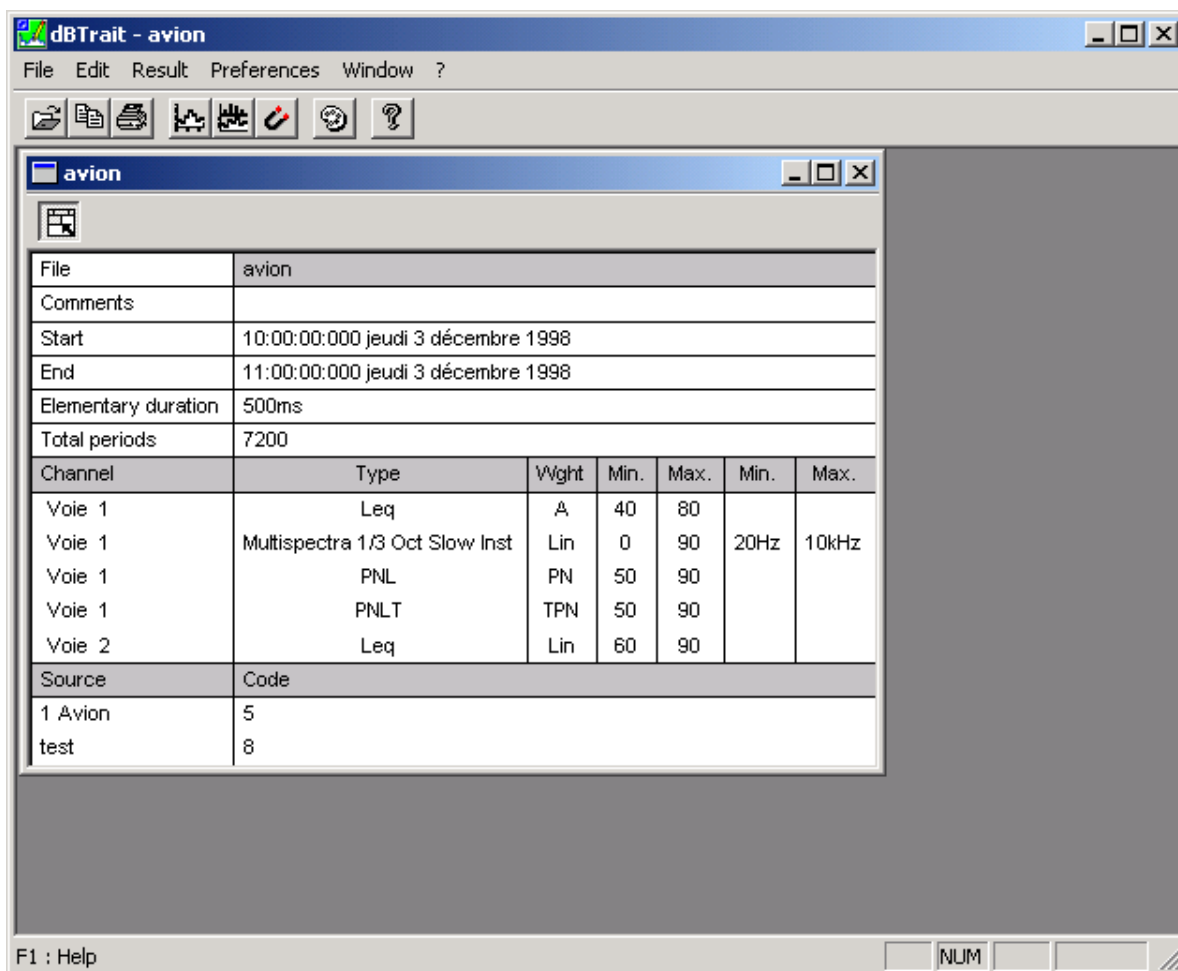 dBTrait - avion
File Edit Result Preferences Window ?
avion
File avion
Comments
Start 10:00:00:000 jeudi 3 décembre 1998
End 11:00:00:000 jeudi 3 décembre 1998
Elementary duration 500ms
Total periods 7200
Channel Type Wght Min. Max. Min. Max.
Voie 1 Leq A 40 80
Voie 1 Multispectra 1/3 Oct Slow Inst Lin 0 90 20Hz 10kHz
Voie 1 PNL PN 50 90
Voie 1 PNLT TPN 50 90
Voie 2 Leq Lin 60 90
Source Code
1 Avion 5
test 8
F1 : Help NUM